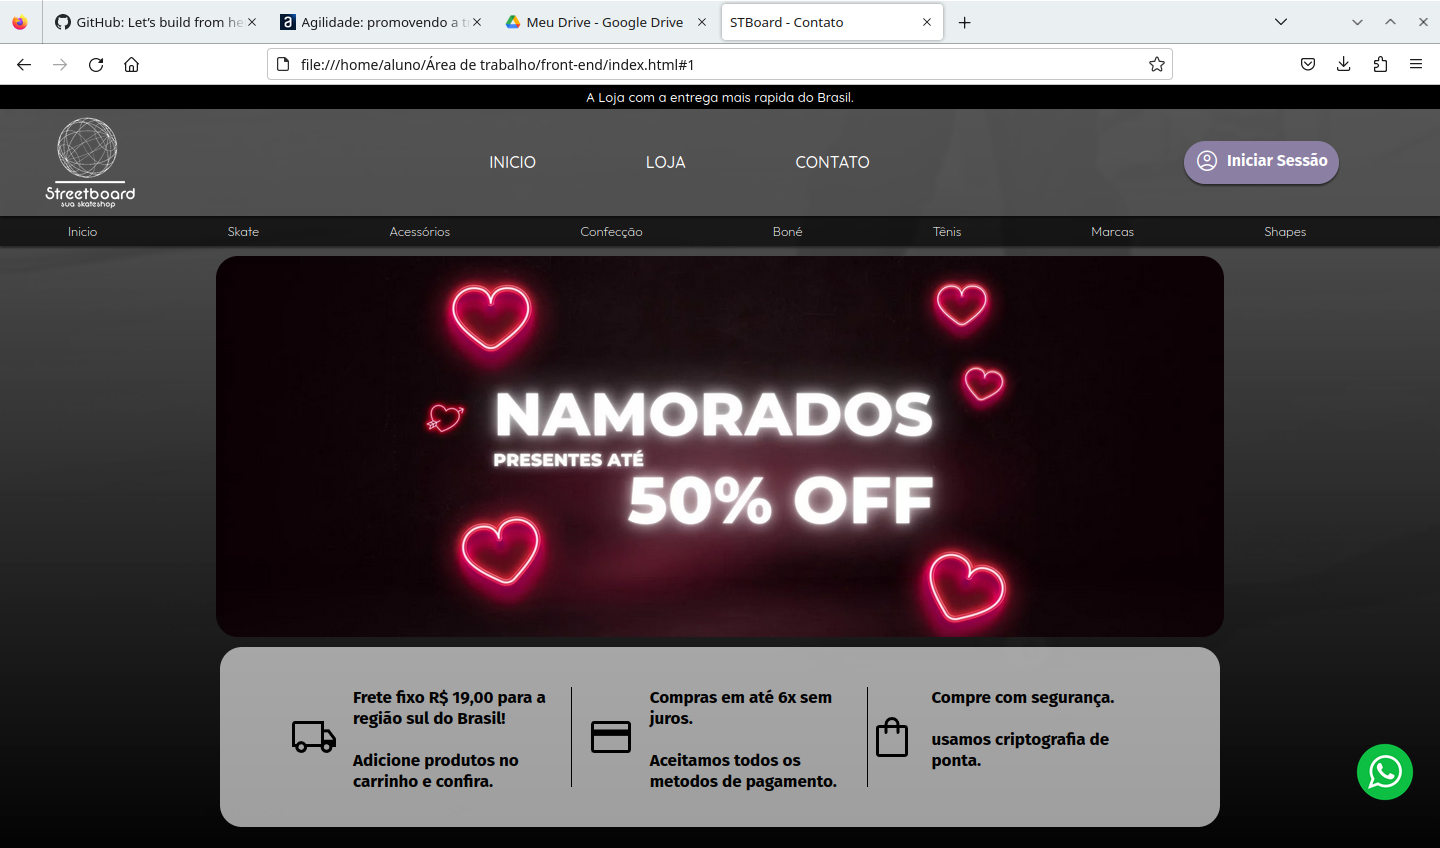 GitHub: Let's build from he
Agilidade: promovendo a t
Meu Drive - Google Drive
STBoard - Contato
file:///home/aluno/Área de trabalho/front-end/index.html#1
A Loja com a entrega mais rapida do Brasil.
Streetboard
sua skateshop
INICIO
LOJA
CONTATO
Iniciar Sessão
Inicio
Skate
Acessórios
Confecção
Boné
Tênis
Marcas
Shapes
NAMORADOS
PRESENTES ATÉ
50% OFF
Frete fixo R$ 19,00 para a
região sul do Brasil!
Adicione produtos no
carrinho e confira.
Compras em até 6x sem
juros.
Aceitamos todos os
metodos de pagamento.
Compre com segurança.
usamos criptografia de
ponta.